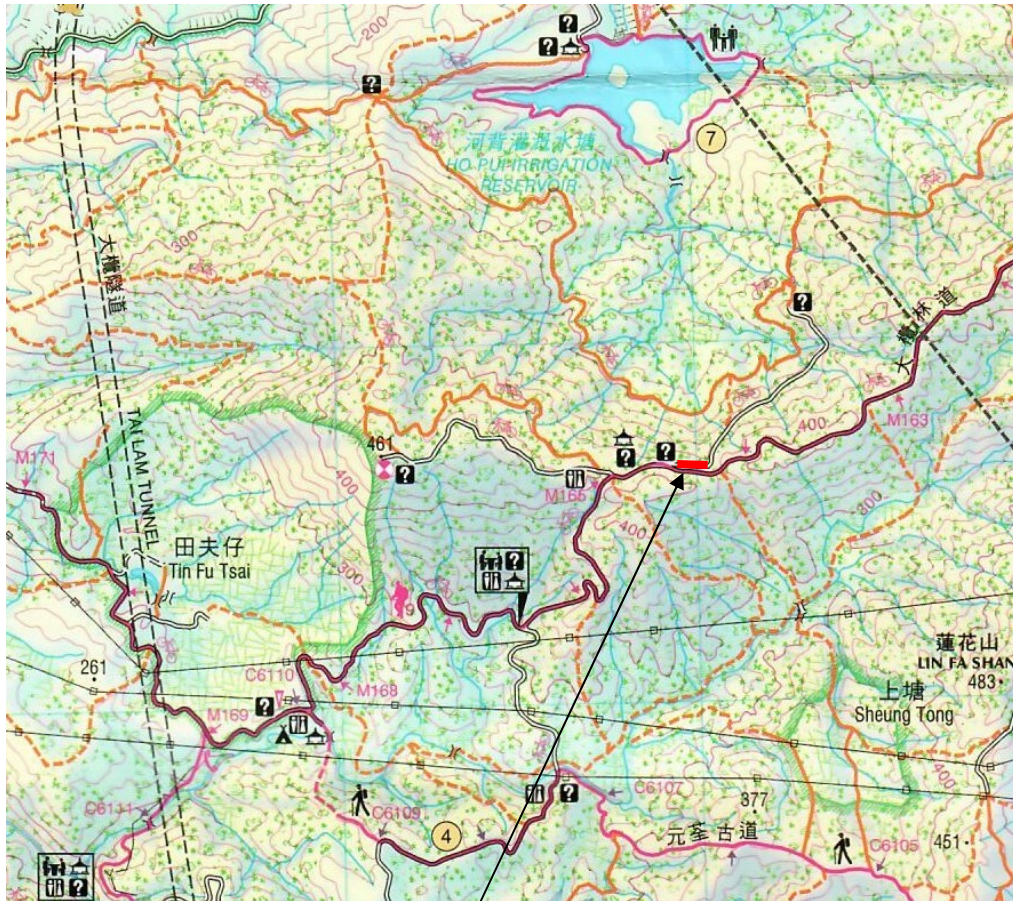 200
?
?
?
7
河背灌溉水塘
HO PUI IRRIGATION
RESERVOIR
300
大欖隧道
大欖林道
?
461
?
?
?
400
M163
M171
TAI LAM TUNNEL
400
M165
400
300
田夫仔
Tin Fu Tsai
300
?
9
蓮花山
LIN FA SHAN
483
261
C6110
M168
上塘
Sheung Tong
M169
?
400
C6107
?
377
C6111
C6109
4
元荃古道
C6105
451
?